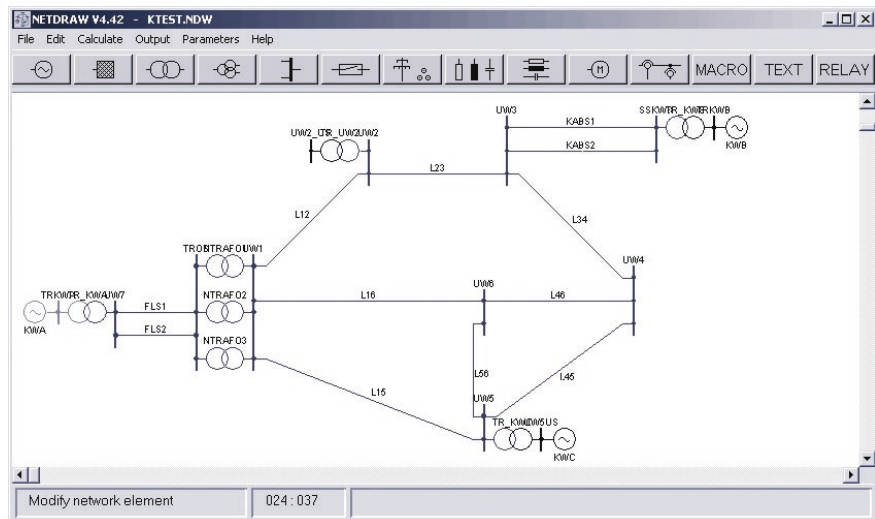 NETDRAW V4.42 - KTEST.NDW
File Edit Calculate Output Parameters Help
M MACRO TEXT RELAY
UW3
KABS1
KWB
KABS2
UW2
L23
L12
L34
UW1
UW4
NTRAFO2
L16
UW6
L46
UW7
FLS1
KWA
FLS2
NTRAFO3
L56
L45
L15
UW5
KWC
Modify network element 024:037